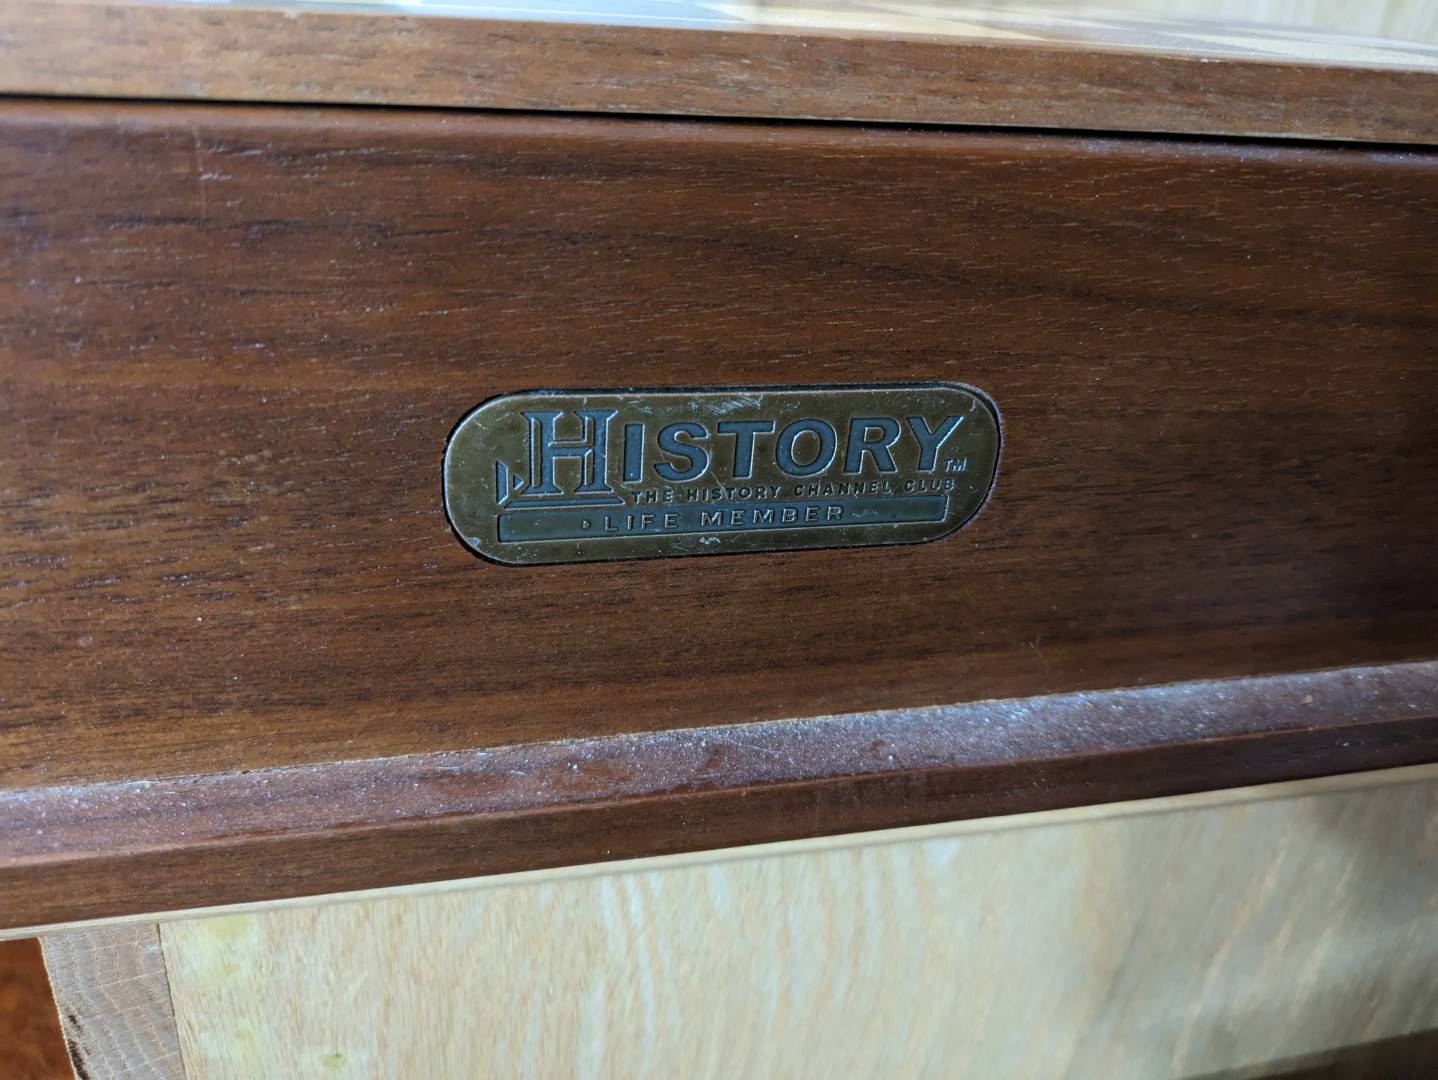 HISTORY™
THE HISTORY CHANNEL CLUB
LIFE MEMBER